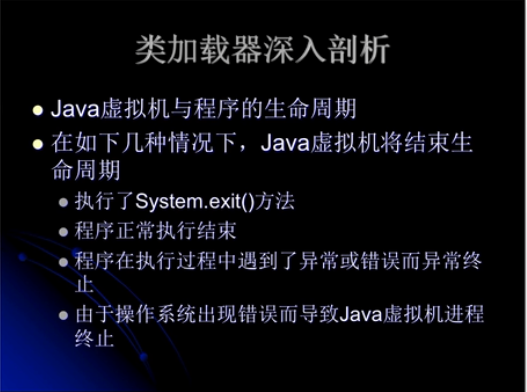 类加载器深入剖析
Java虚拟机与程序的生命周期
在如下几种情况下，Java虚拟机将结束生
命周期
执行了System.exit()方法
程序正常执行结束
程序在执行过程中遇到了异常或错误而异常终
止
由于操作系统出现错误而导致Java虚拟机进程
终止